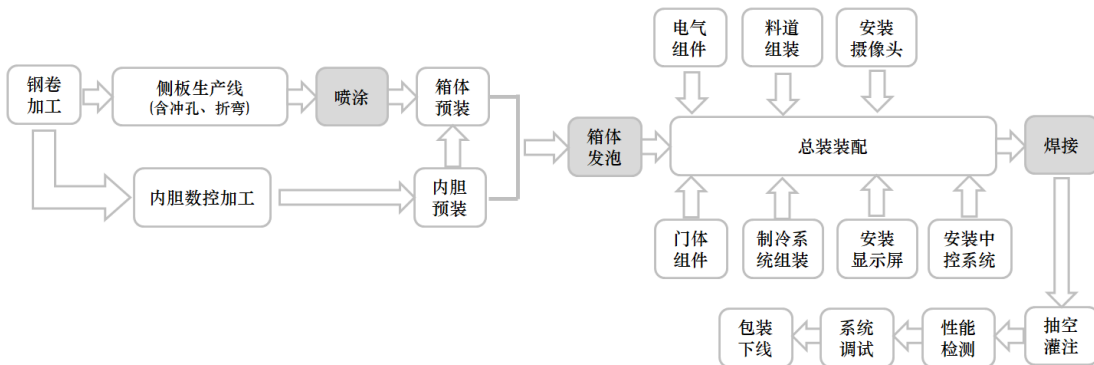 钢卷
加工
侧板生产线
(含冲孔、折弯)
喷涂
箱体
预装
内胆数控加工
内胆
预装
箱体
发泡
电气
组件
料道
组装
安装
摄像头
总装装配
焊接
门体
组件
制冷系
统组装
安装
显示屏
安装中
控系统
抽空
灌注
性能
检测
系统
调试
包装
下线